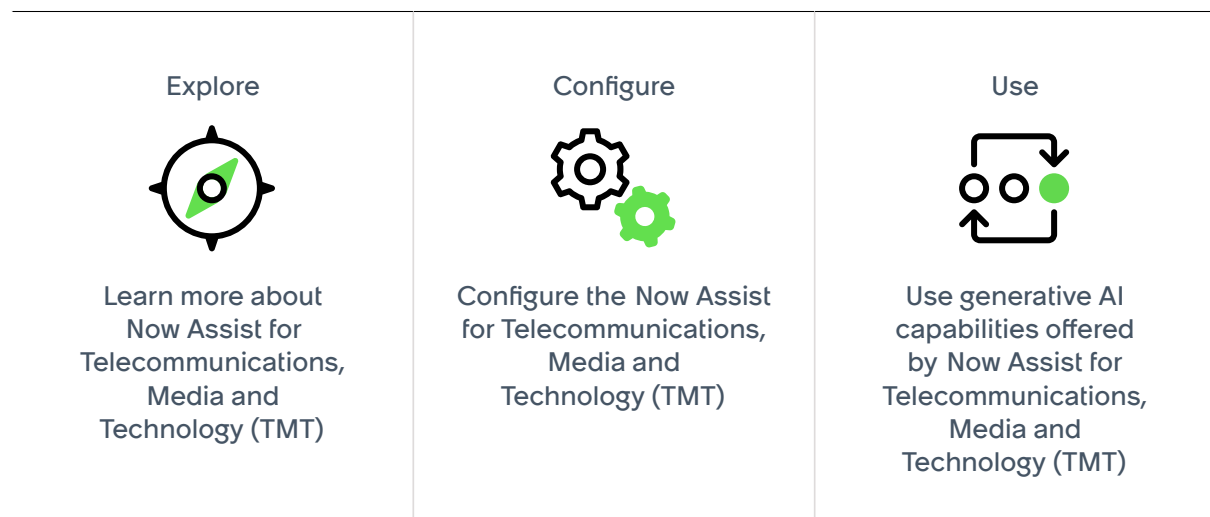 Explore
Learn more about
Now Assist for
Telecommunications,
Media and
Technology (TMT)
Configure
Configure the Now Assist
for Telecommunications,
Media and
Technology (TMT)
Use
Use generative AI
capabilities offered
by Now Assist for
Telecommunications,
Media and
Technology (TMT)